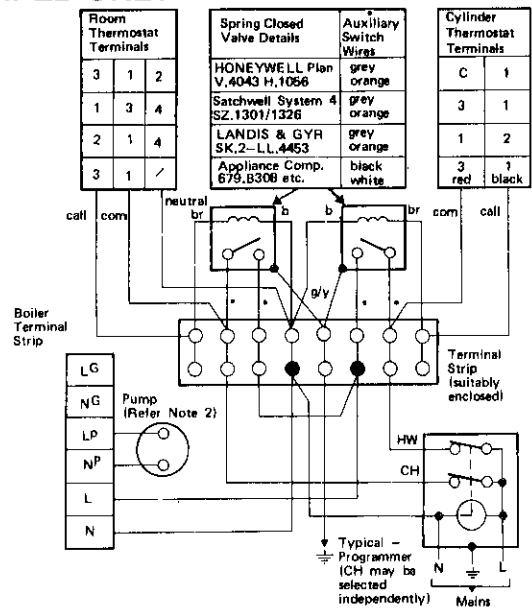 Room
Thermostat
Terminals
3 1 2
1 3 4
2 1 4
3 1 /
Spring Closed
Valve Details
Auxiliary
Switch
Wires
HONEYWELL Plan
V.4043 H.1056
grey
orange
Satchwell System 4
SZ.1301/1326
grey
orange
LANDIS & GYR
SK.2-LL.4453
grey
orange
Appliance Comp.
679.B308 etc.
black
white
Cylinder
Thermostat
Terminals
C 1
3 1
1 2
3 1
red black
call com neutral
br b b br com call
g/y
Boiler
Terminal
Strip
Terminal
Strip
(suitably
enclosed)
LG
NG
LP
NP
L
N
Pump
(Refer Note 2)
HW
CH
Typical –
Programmer
(CH may be
selected
independently)
N L
Mains